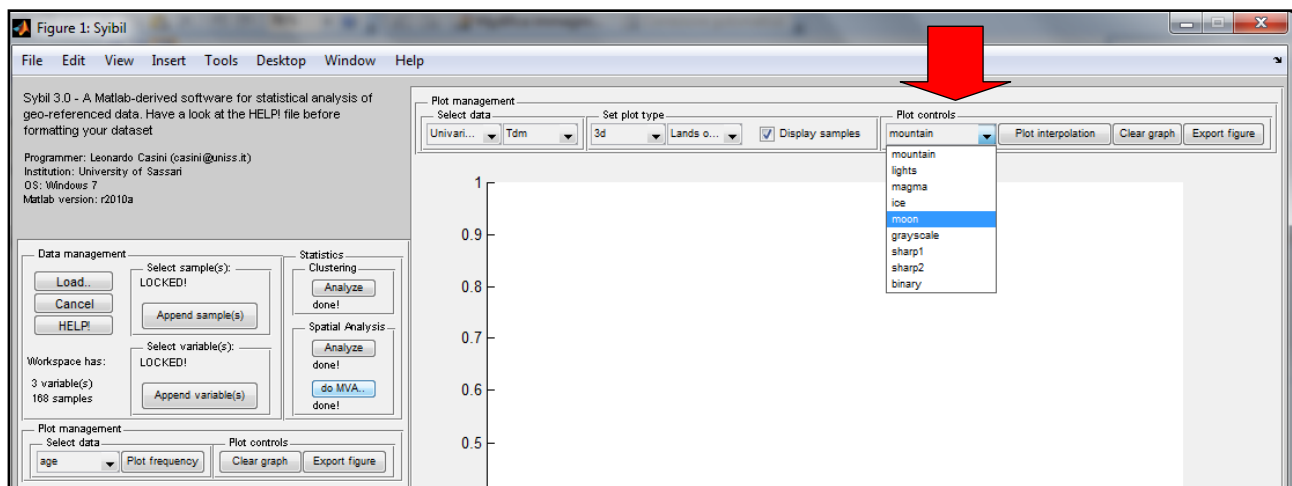 Figure 1: Syibil
File Edit View Insert Tools Desktop Window Help
Sybil 3.0 - A Matlab-derived software for statistical analysis of
geo-referenced data. Have a look at the HELP! file before
formatting your dataset
Programmer: Leonardo Casini (casini@uniss.it)
Institution: University of Sassari
OS: Windows 7
Matlab version: r2010a
Data management
Load..
Cancel
HELP!
Workspace has:
3 variable(s)
168 samples
Select sample(s):
LOCKED!
Append sample(s)
Select variable(s):
LOCKED!
Append variable(s)
Statistics
Clustering
Analyze
done!
Spatial Analysis
Analyze
done!
do MVA..
done!
Plot management
Select data
age
Plot frequency
Plot controls
Clear graph
Export figure
Plot management
Select data
Univari... Tdm
Set plot type
3d Lands o... Display samples
Plot controls
mountain Plot interpolation Clear graph Export figure
mountain
lights
magma
ice
moon
grayscale
sharp1
sharp2
binary
1
0.9
0.8
0.7
0.6
0.5